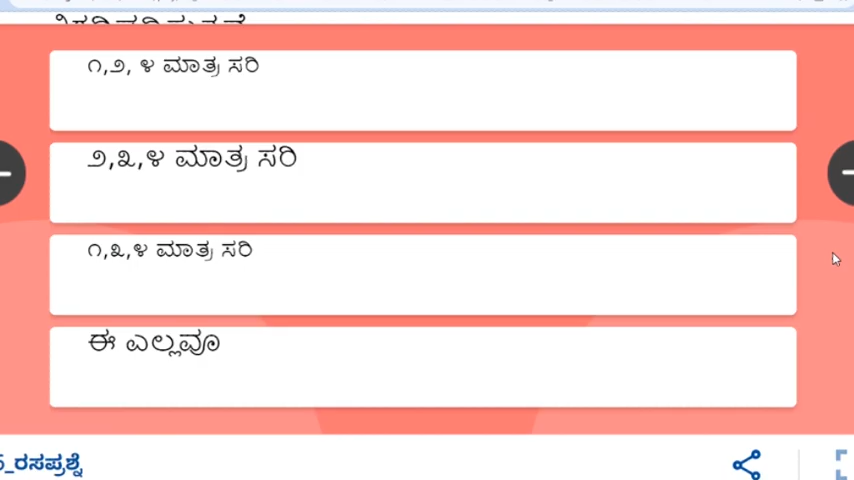 ೧,೨, ೪ ಮಾತ್ರ ಸರಿ
೨,೩,೪ ಮಾತ್ರ ಸರಿ
೧,೩,೪ ಮಾತ್ರ ಸರಿ
ಈ ಎಲ್ಲವೂ
_ರಸಪ್ರಶ್ನೆ